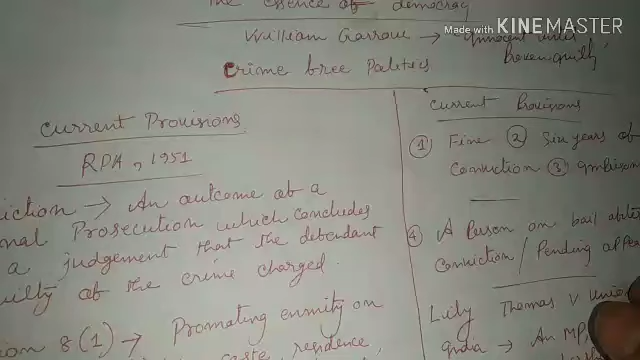 The essence of democracy
Made with KINEMASTER
William Garrow → "Innocent until
Proven guilty"
Crime free Politics
Current Provisions
RPA, 1951
iction → An outcome of a
nal Prosecution which concludes
a judgement that the defendant
uilty of the crime charged.
on 8(1) → Promoting enmity on
caste, residence,
Current Provisions
① Fine ② Six years of
Conviction ③
④ A Person on bail after
Conviction / Pending appea
Lily Thomas V Union
India → An MP,